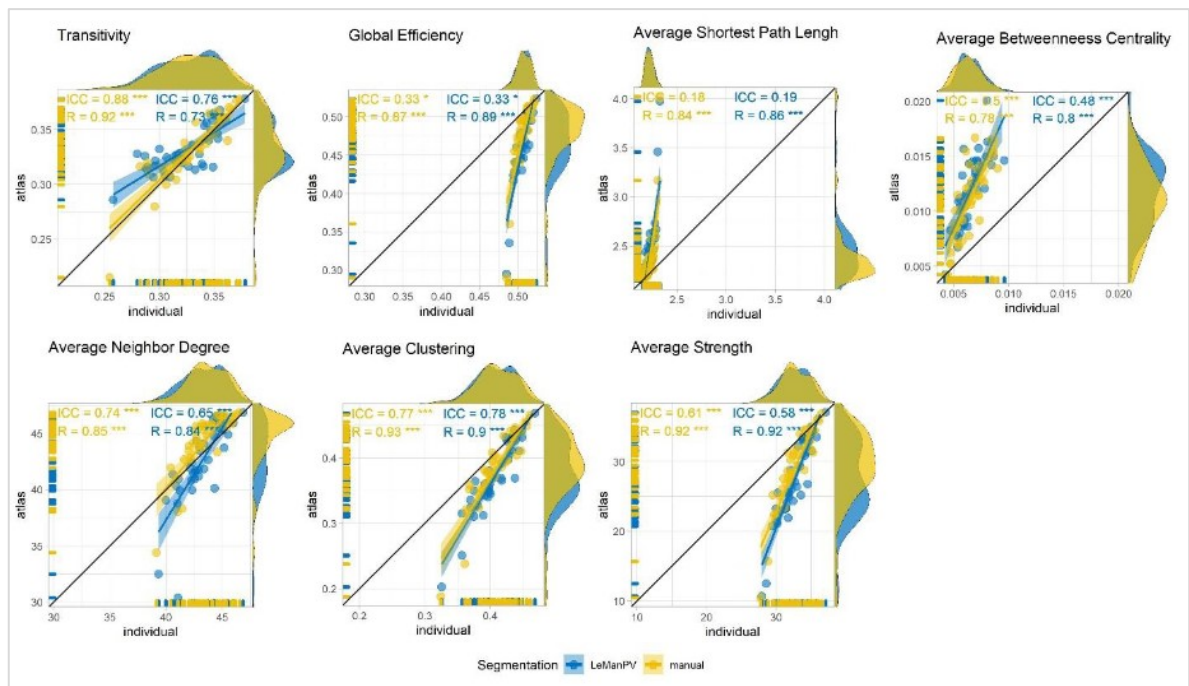 Transitivity
ICC = 0.88 *** ICC = 0.76 ***
R = 0.92 *** R = 0.73 ***
atlas
0.35
0.30
0.25
0.25 0.30 0.35
individual
Global Efficiency
ICC = 0.33 * ICC = 0.33 *
R = 0.87 *** R = 0.89 ***
atlas
0.50
0.45
0.40
0.35
0.30
0.30 0.35 0.40 0.45 0.50
individual
Average Shortest Path Lengh
ICC = 0.18 ICC = 0.19
R = 0.84 *** R = 0.86 ***
atlas
4.0
3.5
3.0
2.5
2.5 3.0 3.5 4.0
individual
Average Betweenneess Centrality
ICC = 0.5 *** ICC = 0.48 ***
R = 0.78 R = 0.8 ***
atlas
0.020
0.015
0.010
0.005
0.005 0.010 0.015 0.020
individual
Average Neighbor Degree
ICC = 0.74 *** ICC = 0.65 ***
R = 0.85 *** R = 0.84 ***
atlas
45
40
35
30
30 35 40 45
individual
Average Clustering
ICC = 0.77 *** ICC = 0.78 ***
R = 0.93 *** R = 0.9 ***
atlas
0.4
0.3
0.2
0.2 0.3 0.4
individual
Average Strength
ICC = 0.61 *** ICC = 0.58 ***
R = 0.92 *** R = 0.92 ***
atlas
30
20
10
10 20 30
individual
Segmentation LeManPV manual